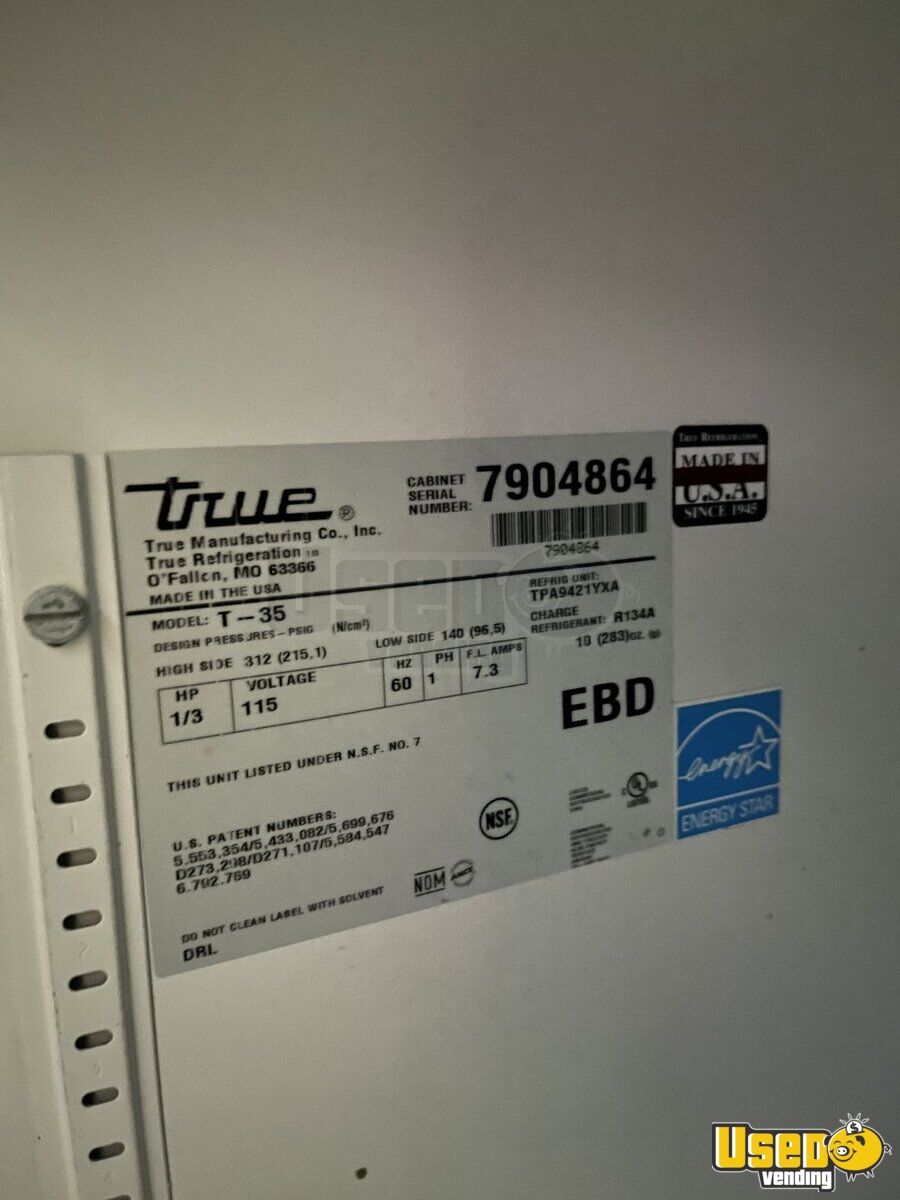 true®
True Manufacturing Co., Inc.
True Refrigeration TM
O'Fallon, MO 63366
MADE IN THE USA
CABINET SERIAL NUMBER: 7904864
7904864
TRUE REFRIGERATION
MADE IN
U.S.A.
SINCE 1945
MODEL: T--35
REFRIG UNIT:
TPA9421YXA
DESIGN PRESSURES-PSIG (N/cm²)
CHARGE
REFRIGERANT: R134A
HIGH SIDE 312 (215,1) LOW SIDE 140 (96,5)
10 (283)oz. (g)
HP VOLTAGE HZ PH F.L. AMPS
1/3 115 60 1 7.3
EBD
THIS UNIT LISTED UNDER N.S.F. NO. 7
energy
ENERGY STAR
U.S. PATENT NUMBERS:
5,553,354/5,433,082/5,699,676
D273,298/D271,107/5,584,547
6,792,769
NSF
UL
NOM ANCE
DO NOT CLEAN LABEL WITH SOLVENT
DRL
USED
vending